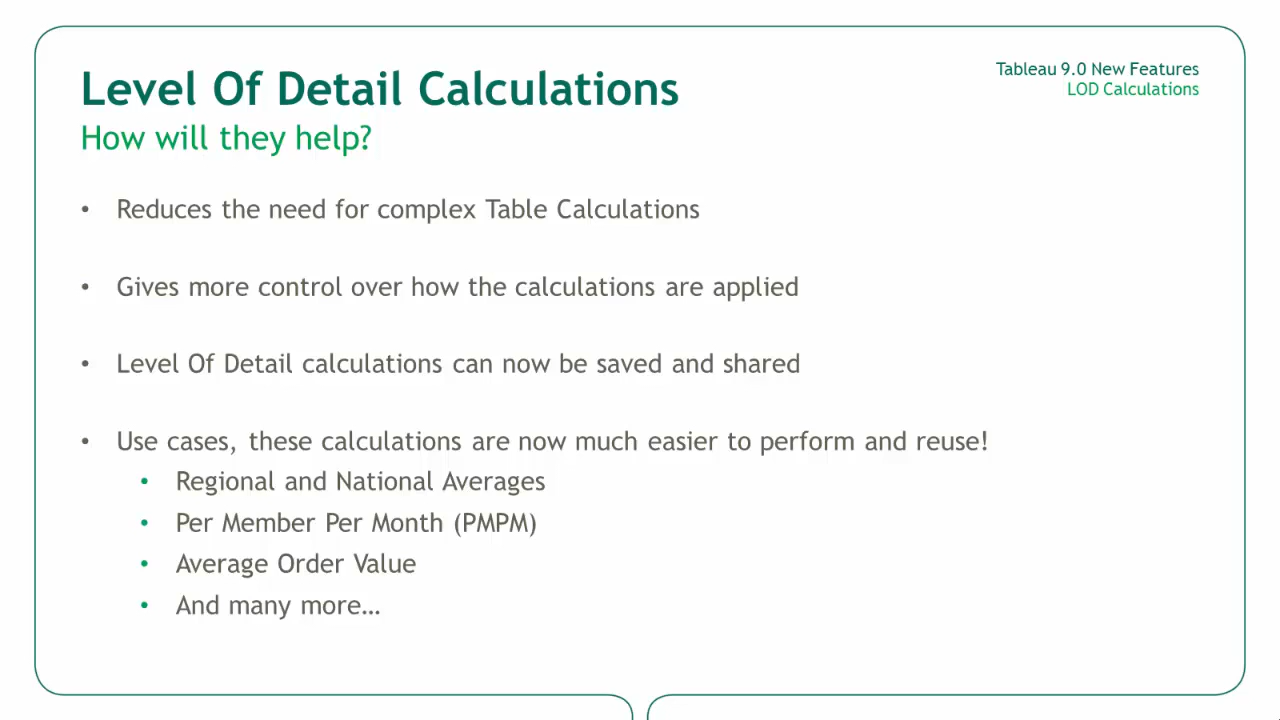 Level Of Detail Calculations
How will they help?
Tableau 9.0 New Features
LOD Calculations
• Reduces the need for complex Table Calculations
• Gives more control over how the calculations are applied
• Level Of Detail calculations can now be saved and shared
• Use cases, these calculations are now much easier to perform and reuse!
• Regional and National Averages
• Per Member Per Month (PMPM)
• Average Order Value
• And many more…